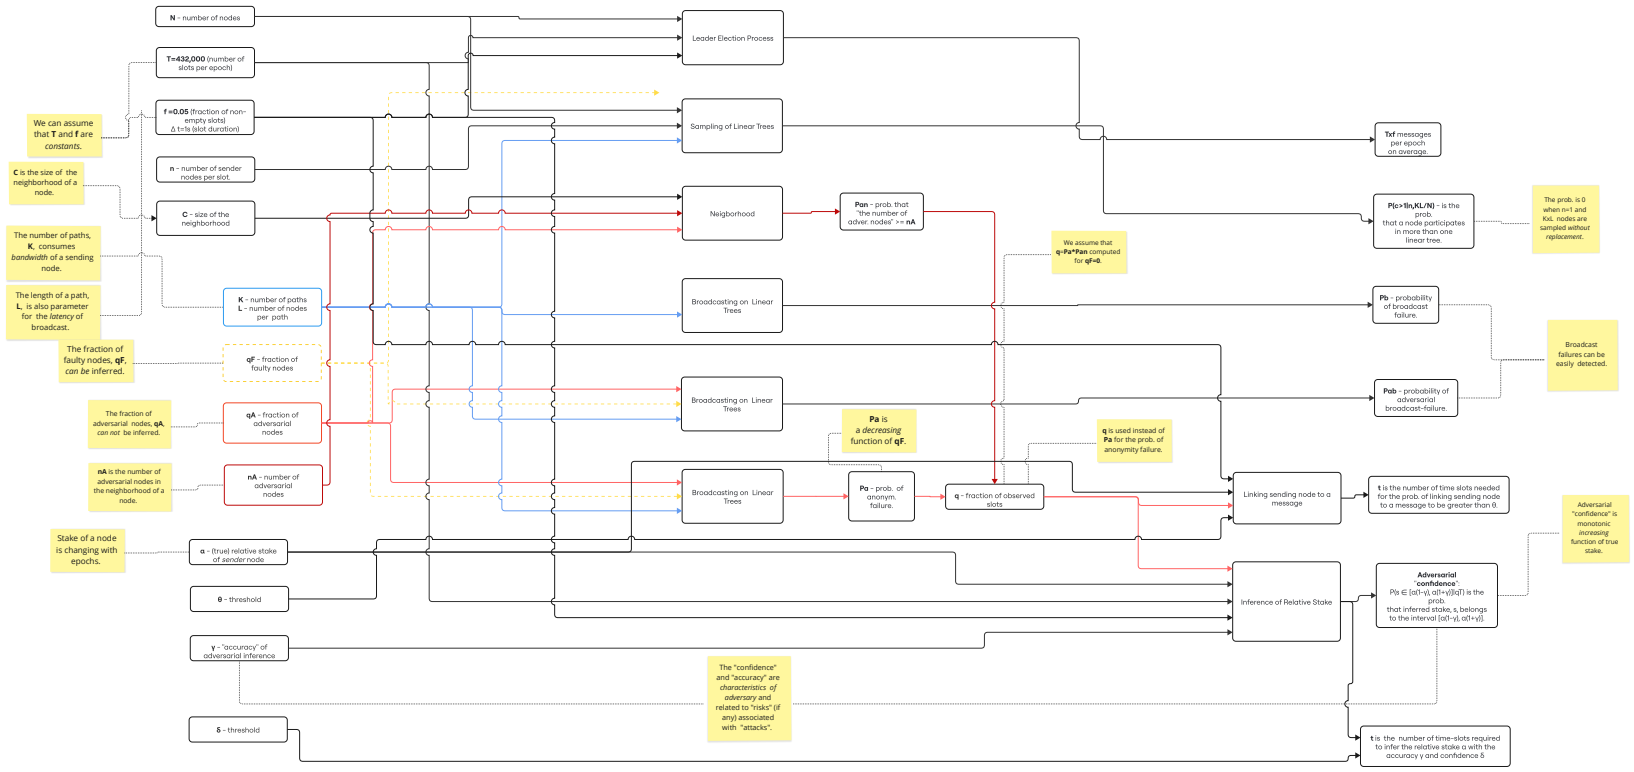 N - number of nodes
T=432,000 (number of
slots per epoch)
f =0.05 (fraction of non-
empty slots)
Δ t=1s (slot duration)
n - number of sender
nodes per slot.
C - size of the
neighborhood
We can assume
that T and f are
constants.
C is the size of the
neighborhood of a
node.
The number of paths,
K, consumes
bandwidth of a sending
node.
The length of a path,
L, is also parameter
for the latency of
broadcast.
The fraction of
faulty nodes, qF,
can be inferred.
The fraction of
adversarial nodes, qA,
can not be inferred.
nA is the number of
adversarial nodes in
the neighborhood of a
node.
Stake of a node
is changing with
epochs.
K - number of paths
L - number of nodes
per path
qF - fraction of
faulty nodes
qA - fraction of
adversarial
nodes
nA - number of
adversarial
nodes
α - (true) relative stake
of sender node
θ - threshold
γ - "accuracy" of
adversarial inference
δ - threshold
Leader Election Process
Sampling of Linear Trees
Neigborhood
Broadcasting on Linear
Trees
Broadcasting on Linear
Trees
Broadcasting on Linear
Trees
Pan - prob. that
"the number of
adver. nodes" >= nA
We assume that
q=Pa*Pan computed
for qF=0.
Pa is
a decreasing
function of qF.
q is used instead of
Pa for the prob. of
anonymity failure.
Pa - prob. of
anonym.
failure.
q - fraction of observed
slots
The "confidence"
and "accuracy" are
characteristics of
adversary and
related to "risks" (if
any) associated
with "attacks".
Linking sending node to a
message
Inference of Relative Stake
Txf messages
per epoch
on average.
P(c>1|n,KL/N) - is the
prob.
that a node participates
in more than one
linear tree.
The prob. is 0
when n=1 and
KxL nodes are
sampled without
replacement.
Pb - probability
of broadcast
failure.
Pab - probability of
adversarial
broadcast-failure.
Broadcast
failures can be
easily detected.
t is the number of time slots needed
for the prob. of linking sending node
to a message to be greater than θ.
Adversarial
"confidence" is
monotonic
increasing
function of true
stake.
Adversarial
"confidence":
P(s ∈ [α(1-γ), α(1+γ)]|qT) is the
prob.
that inferred stake, s, belongs
to the interval [α(1-γ), α(1+γ)].
t is the number of time-slots required
to infer the relative stake α with the
accuracy γ and confidence δ